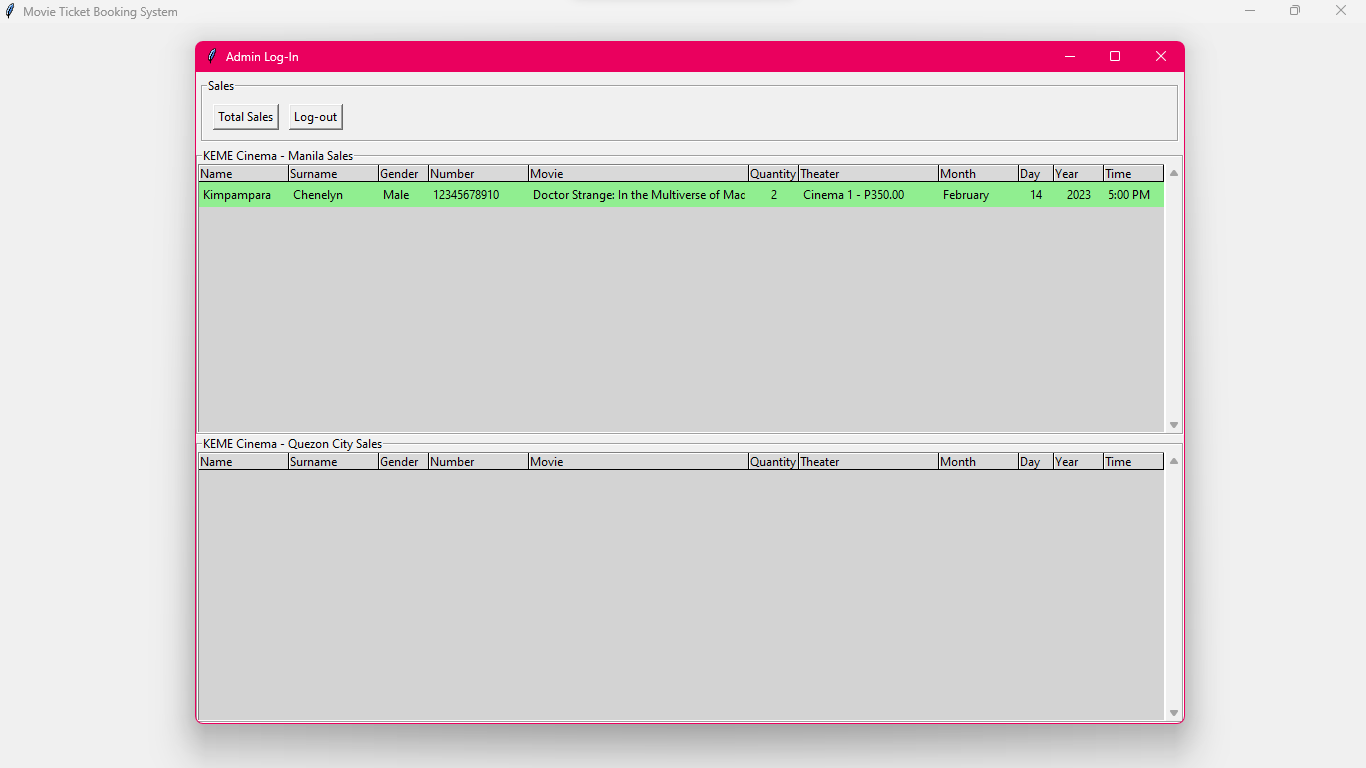 Movie Ticket Booking System
Admin Log-In
Sales
Total Sales Log-out
KEME Cinema - Manila Sales
Name Surname Gender Number Movie Quantity Theater Month Day Year Time
Kimpampara Chenelyn Male 12345678910 Doctor Strange: In the Multiverse of Mac 2 Cinema 1 - P350.00 February 14 2023 5:00 PM
KEME Cinema - Quezon City Sales
Name Surname Gender Number Movie Quantity Theater Month Day Year Time